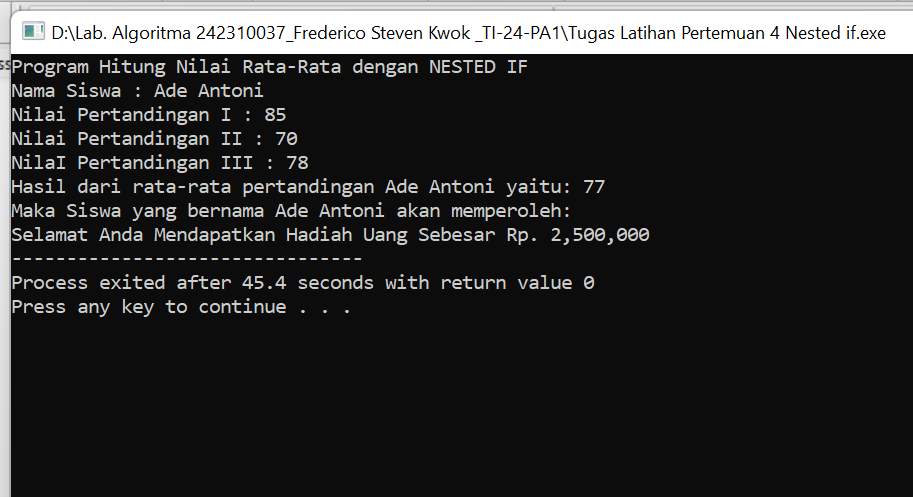 D:\Lab. Algoritma 242310037_Frederico Steven Kwok _TI-24-PA1\Tugas Latihan Pertemuan 4 Nested if.exe
Program Hitung Nilai Rata-Rata dengan NESTED IF
Nama Siswa : Ade Antoni
Nilai Pertandingan I : 85
Nilai Pertandingan II : 70
NilaI Pertandingan III : 78
Hasil dari rata-rata pertandingan Ade Antoni yaitu: 77
Maka Siswa yang bernama Ade Antoni akan memperoleh:
Selamat Anda Mendapatkan Hadiah Uang Sebesar Rp. 2,500,000
--------------------------------
Process exited after 45.4 seconds with return value 0
Press any key to continue . . .